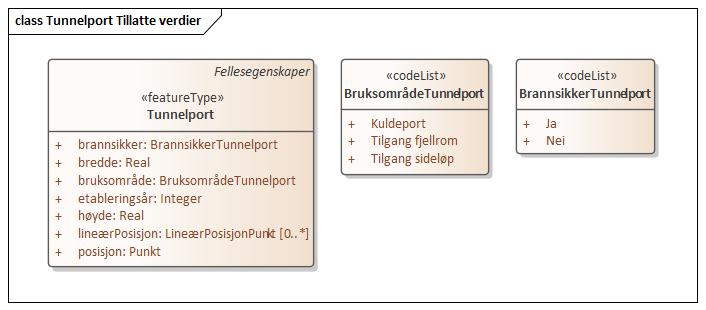 class Tunnelport Tillatte verdier
Fellesegenskaper
«featureType»
Tunnelport
+ brannsikker: BrannsikkerTunnelport
+ bredde: Real
+ bruksområde: BruksområdeTunnelport
+ etableringsår: Integer
+ høyde: Real
+ lineærPosisjon: LineærPosisjonPunkt [0..*]
+ posisjon: Punkt
«codeList»
BruksområdeTunnelport
+ Kuldeport
+ Tilgang fjellrom
+ Tilgang sideløp
«codeList»
BrannsikkerTunnelport
+ Ja
+ Nei